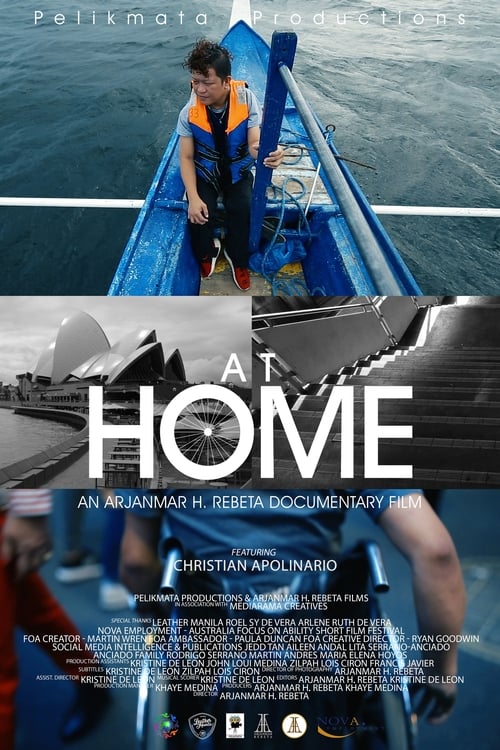 Pelikmata Productions
AT
HOME
AN ARJANMAR H. REBETA DOCUMENTARY FILM
FEATURING
CHRISTIAN APOLINARIO
PELIKMATA PRODUCTIONS & ARJANMAR H. REBETA FILMS
IN ASSOCIATION WITH MEDIARAMA CREATIVES
SPECIAL THANKS LEATHER MANILA ROEL SY DE VERA ARLENE RUTH DE VERA
NOVA EMPLOYMENT - AUSTRALIA FOCUS ON ABILITY SHORT FILM FESTIVAL
FOA CREATOR - MARTIN WREN FOA AMBASSADOR - PAULA DUNCAN FOA CREATIVE DIRECTOR - RYAN GOODWIN
SOCIAL MEDIA INTELLIGENCE & PUBLICATIONS JEDD TAN AILEEN ANDAL LITA SERRANO-ANCIADO
ANCIADO FAMILY RODRIGO SERRANO MARTIN ANDRES MARIA ELENA HOYOS
PRODUCTION ASSISTANTS KRISTINE DE LEON JOHN LOUI MEDINA ZILPAH LOIS CIRON FRANCIS JAVIER
SUBTITLES KRISTINE DE LEON ZILPAH LOIS CIRON DIRECTOR OF PHOTOGRAPHY ARJANMAR H. REBETA
ASSIST. DIRECTOR KRISTINE DE LEON MUSICAL SCORER KRISTINE DE LEON EDITORS ARJANMAR H. REBETA KRISTINE DE LEON
PRODUCTION MANAGER KHAYE MEDINA PRODUCERS ARJANMAR H. REBETA KHAYE MEDINA
DIRECTOR ARJANMAR H. REBETA
NOVA